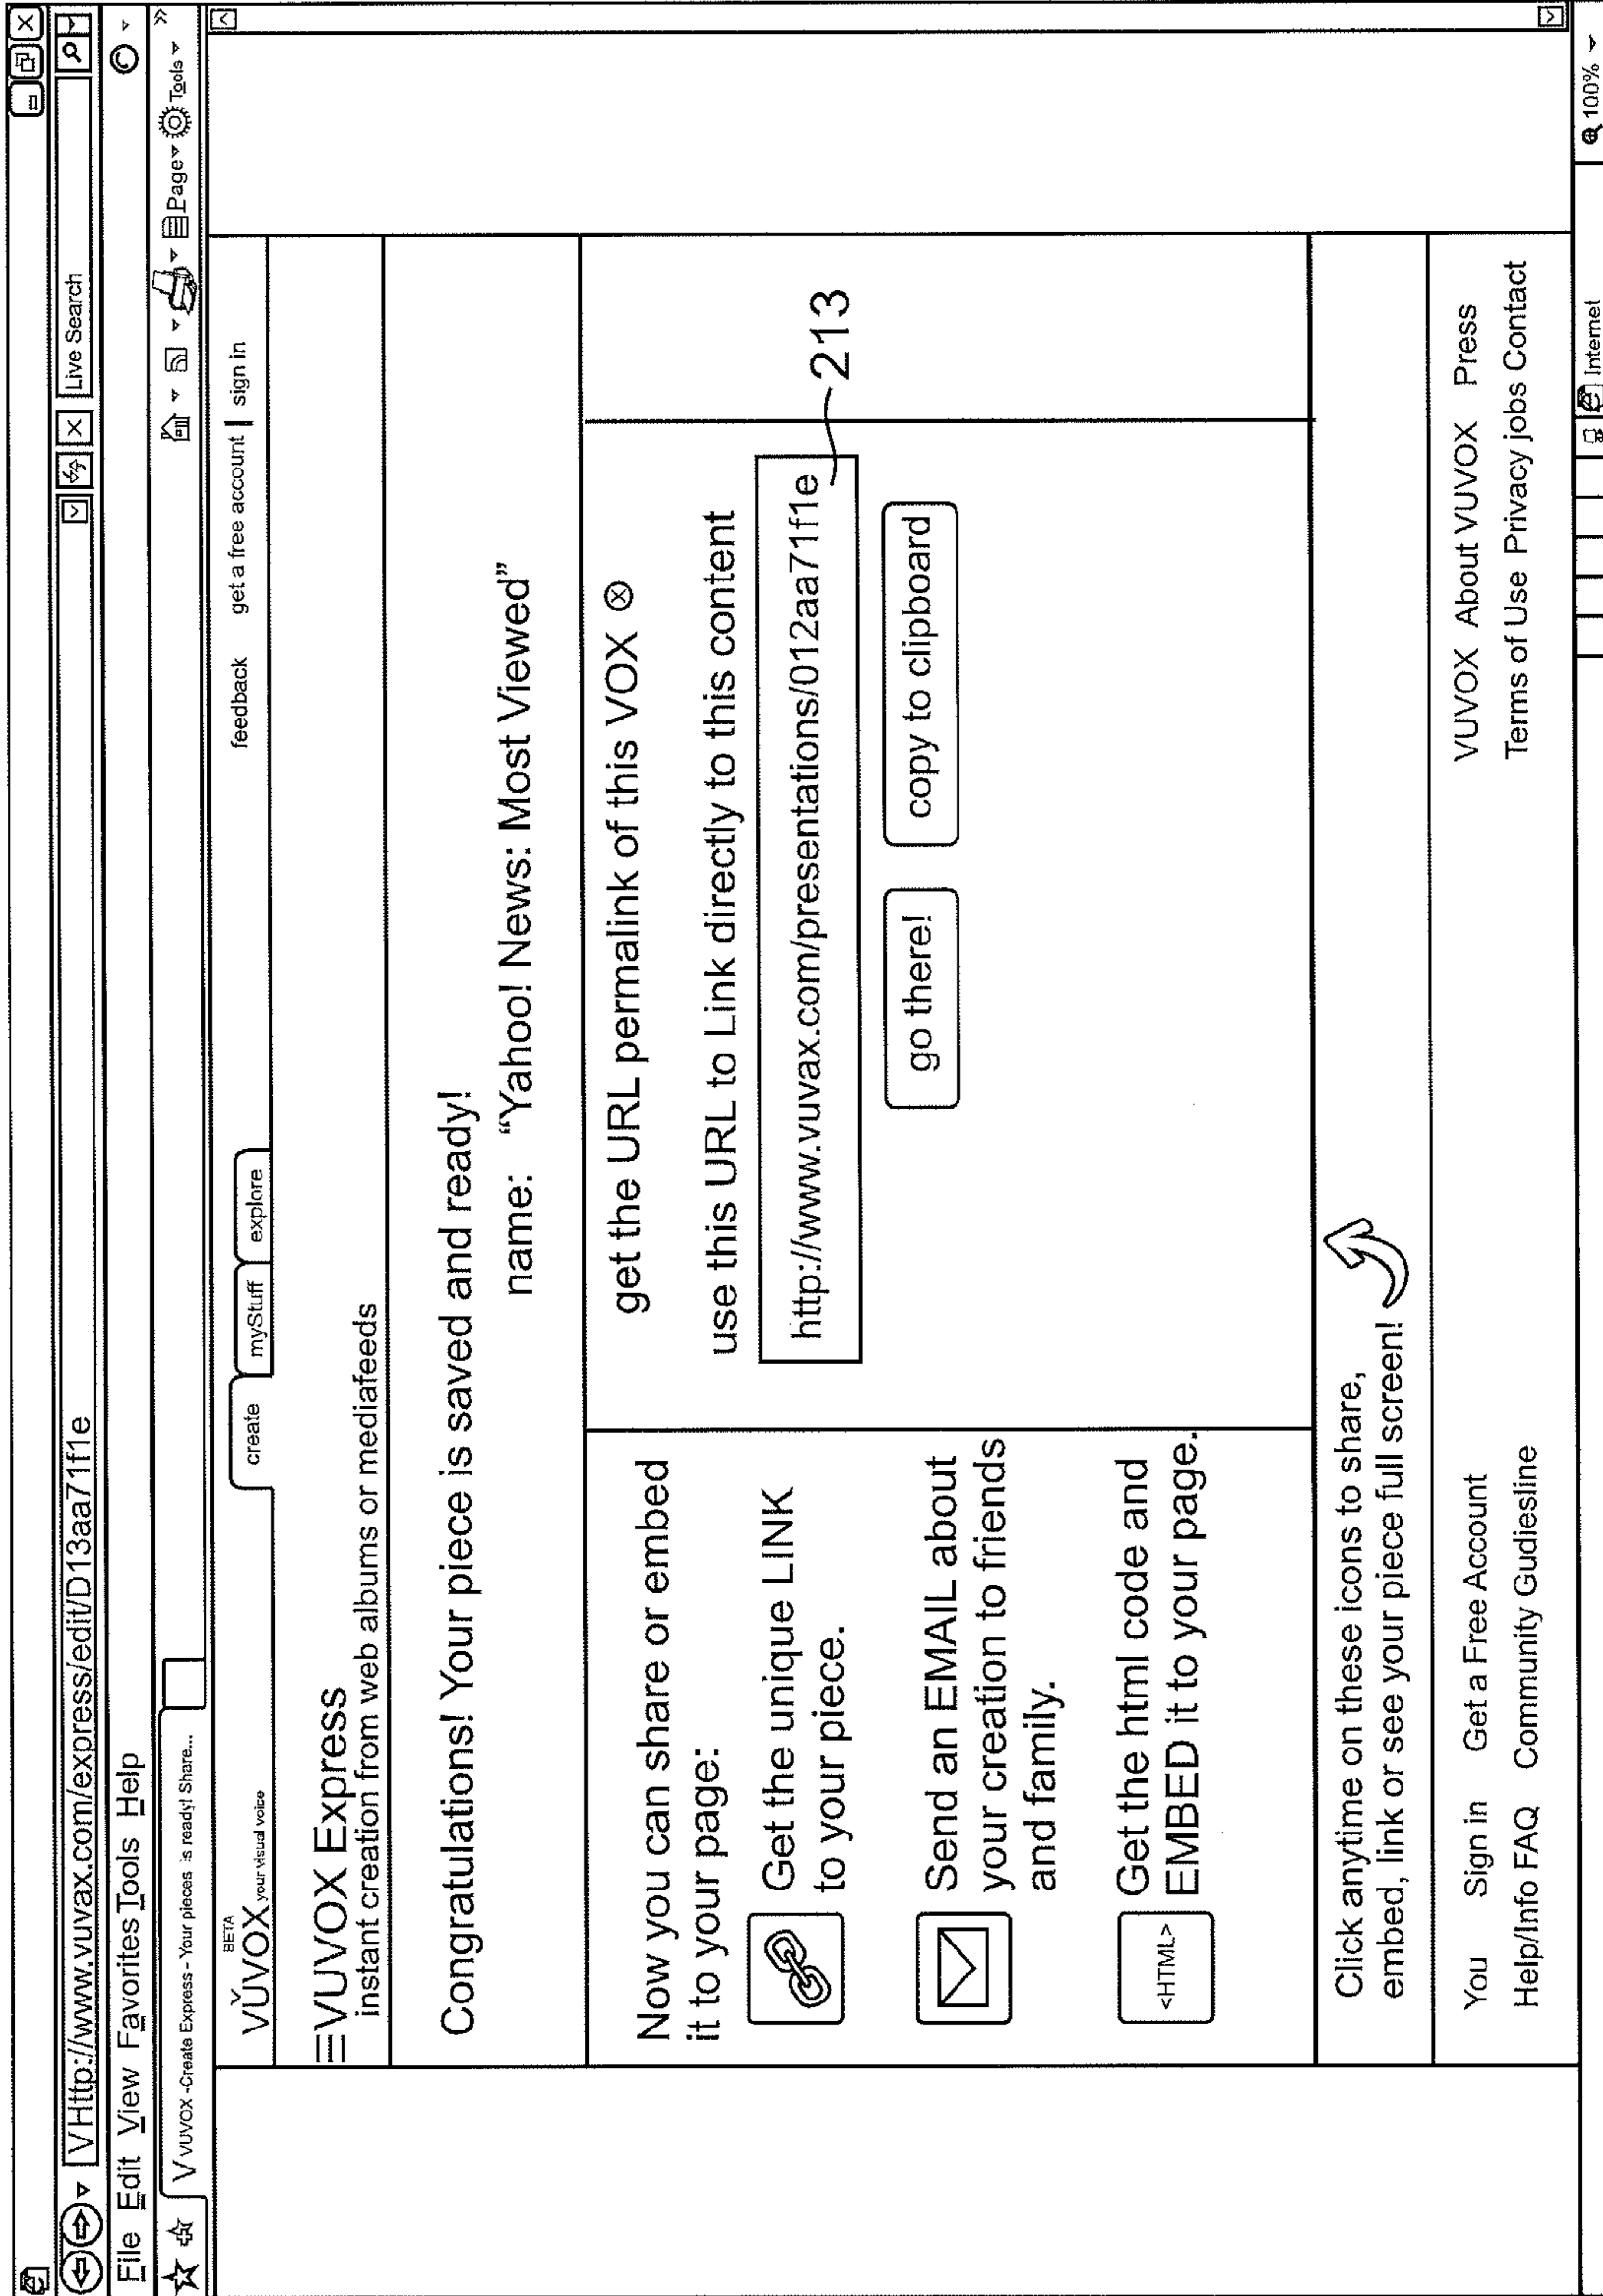 VHttp://www.vuvax.com/express/edit/D13aa71f1e
Live Search
File Edit View Favorites Tools Help
V VUVOX -Create Express - Your pieces is ready! Share...
Page
Tools
»
BETA
VUVOX your visual voice
create
myStuff
explore
feedback
get a free account | sign in
VUVOX Express
instant creation from web albums or mediafeeds
Congratulations! Your piece is saved and ready!
name: “Yahoo! News: Most Viewed”
Now you can share or embed
it to your page:
Get the unique LINK
to your piece.
Send an EMAIL about
your creation to friends
and family.
<HTML>
Get the html code and
EMBED it to your page.
get the URL permalink of this VOX
use this URL to Link directly to this content
http://www.vuvax.com/presentations/012aa71f1e
213
go there!
copy to clipboard
Click anytime on these icons to share,
embed, link or see your piece full screen!
You Sign in Get a Free Account
Help/Info FAQ Community Gudiesline
VUVOX About VUVOX Press
Terms of Use Privacy jobs Contact
Internet
100%